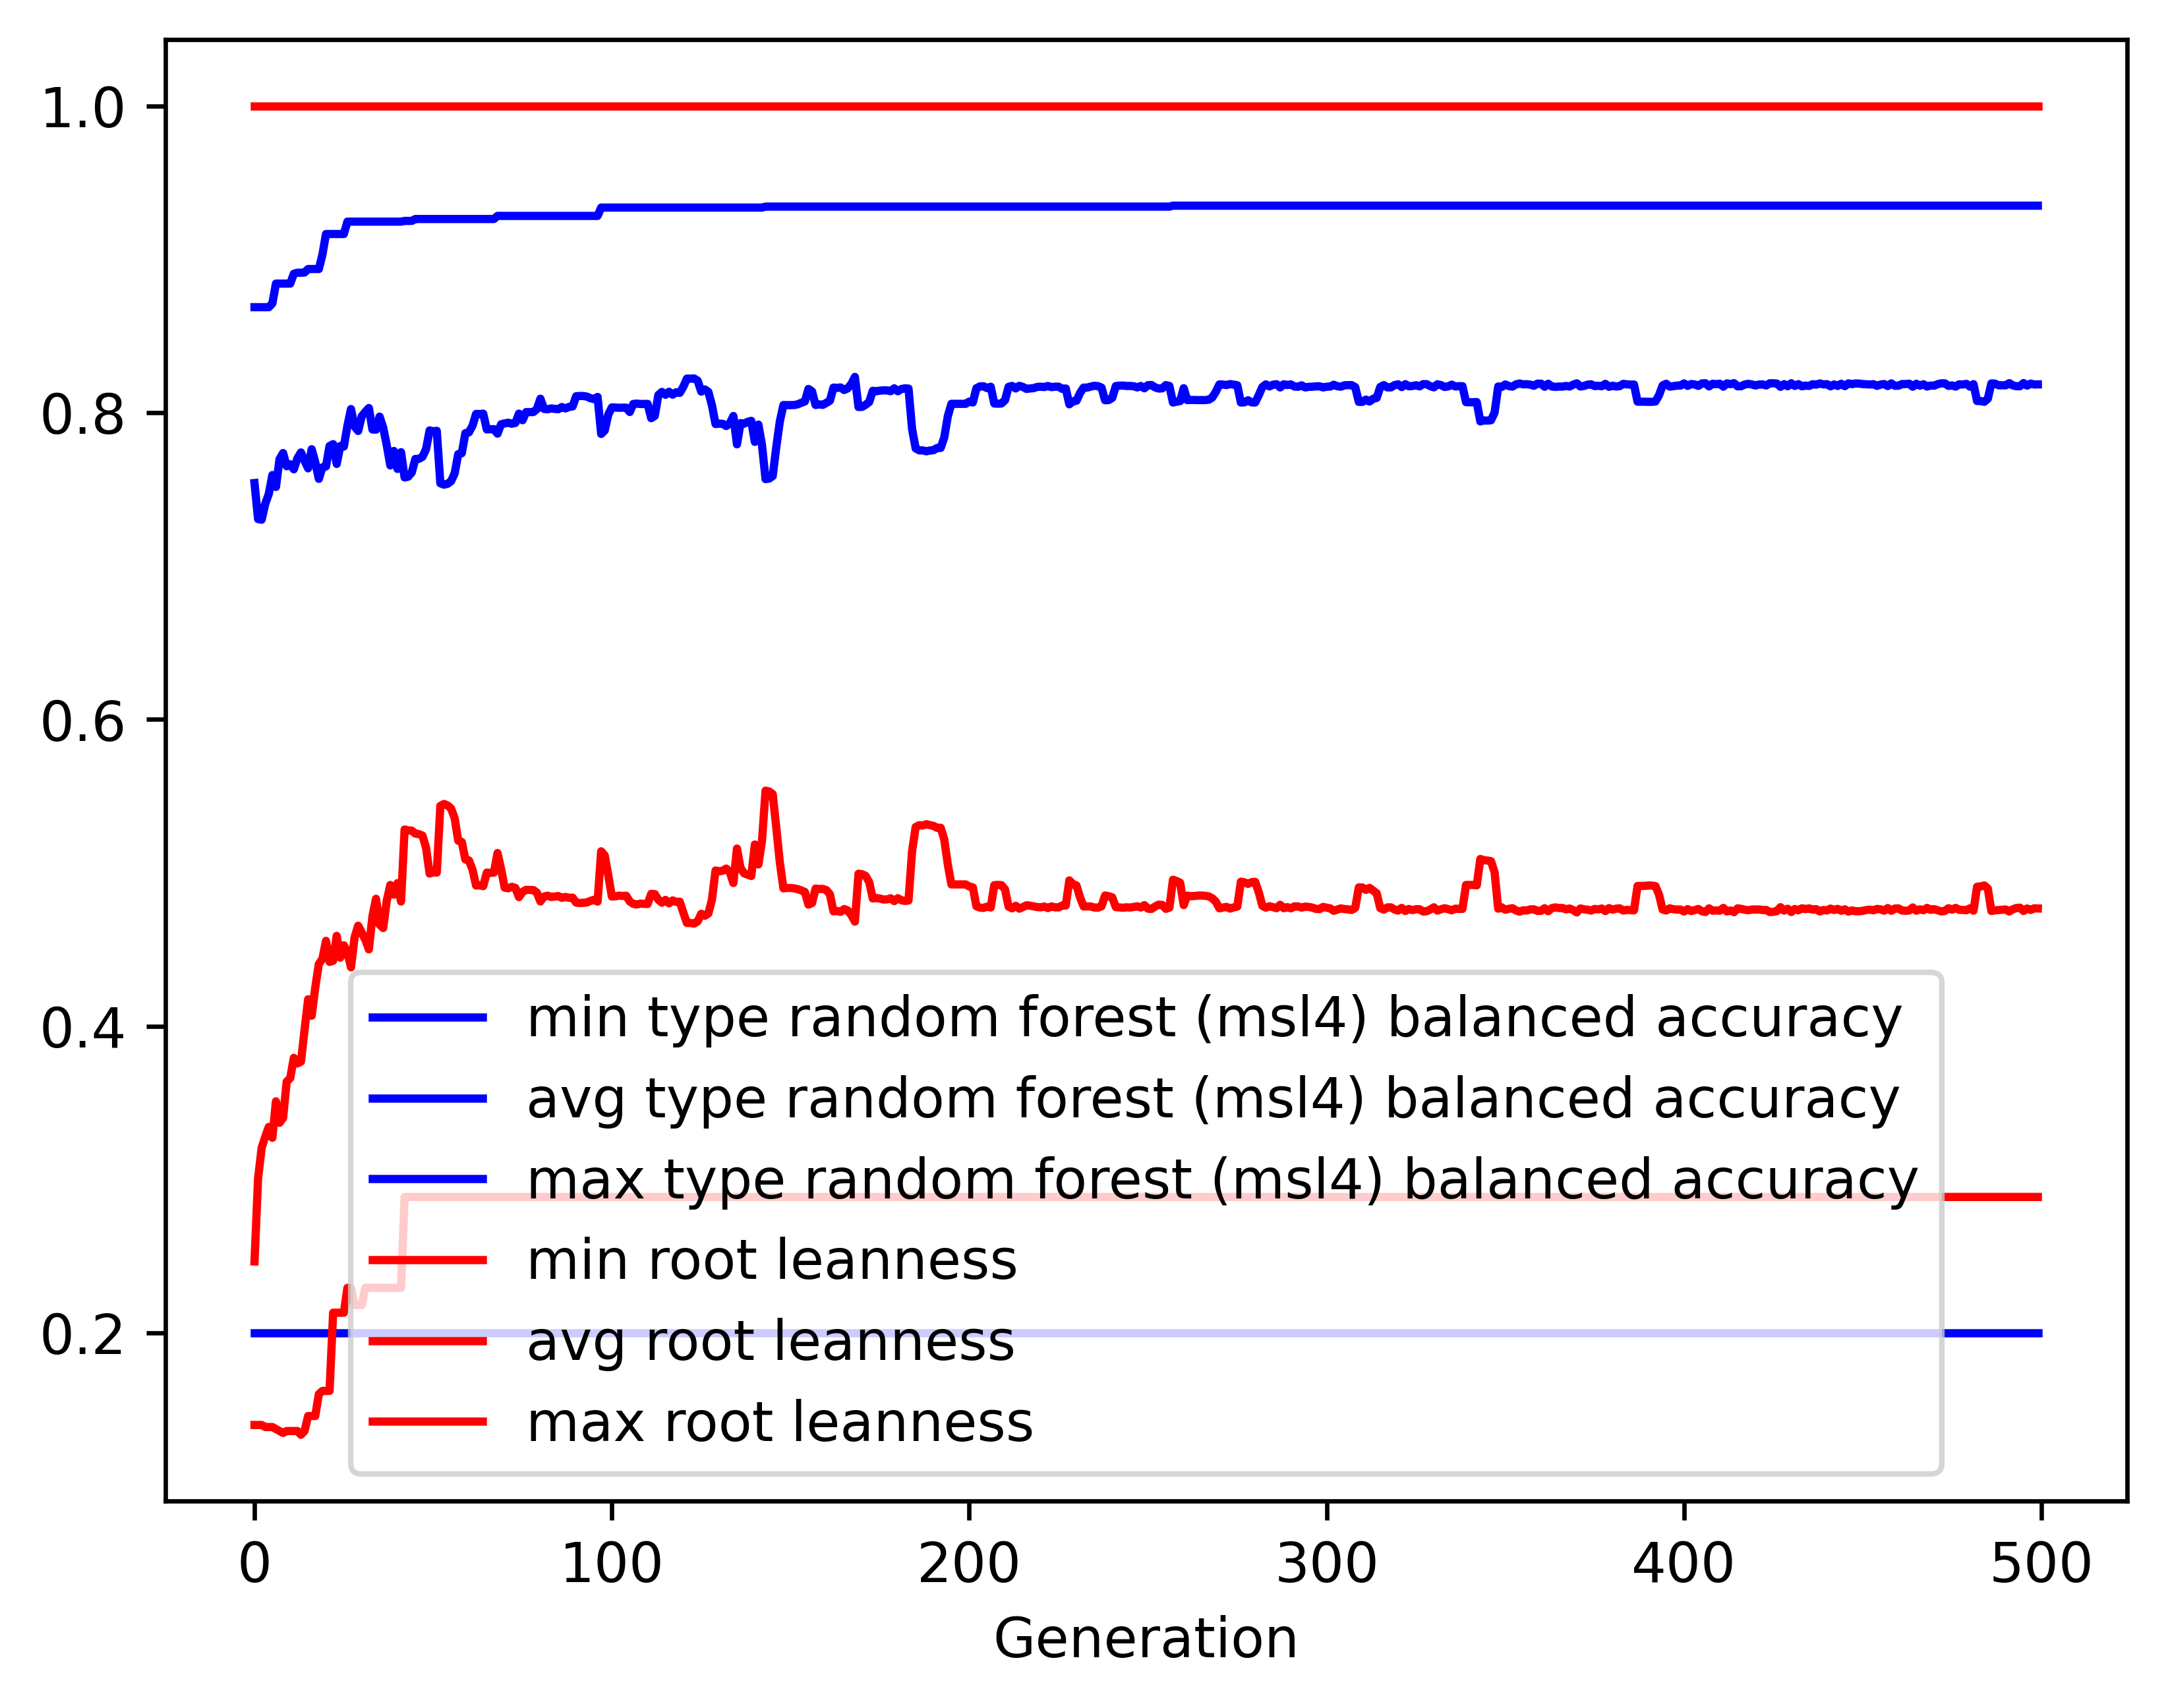 1.0
0.8
0.6
0.4
0.2
min type random forest (msl4) balanced accuracy
avg type random forest (msl4) balanced accuracy
max type random forest (msl4) balanced accuracy
min root leanness
avg root leanness
max root leanness
0 100 200 300 400 500
Generation